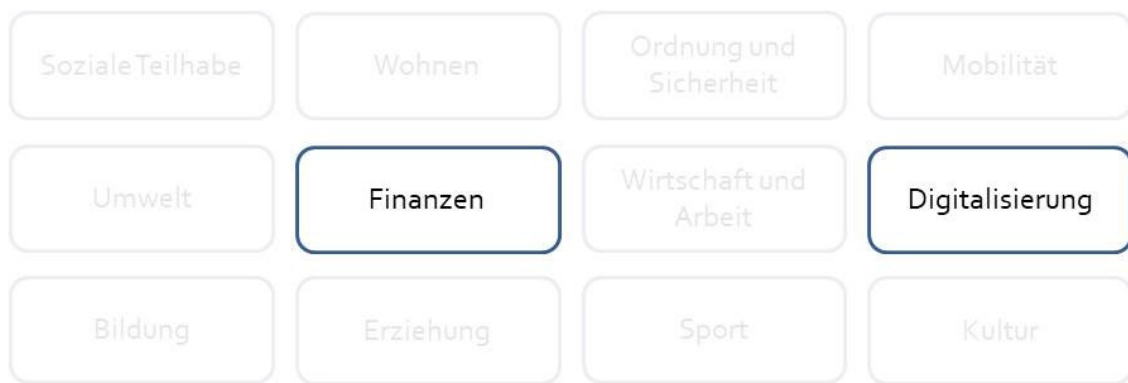 Soziale Teilhabe
Wohnen
Ordnung und
Sicherheit
Mobilität
Umwelt
Finanzen
Wirtschaft und
Arbeit
Digitalisierung
Bildung
Erziehung
Sport
Kultur